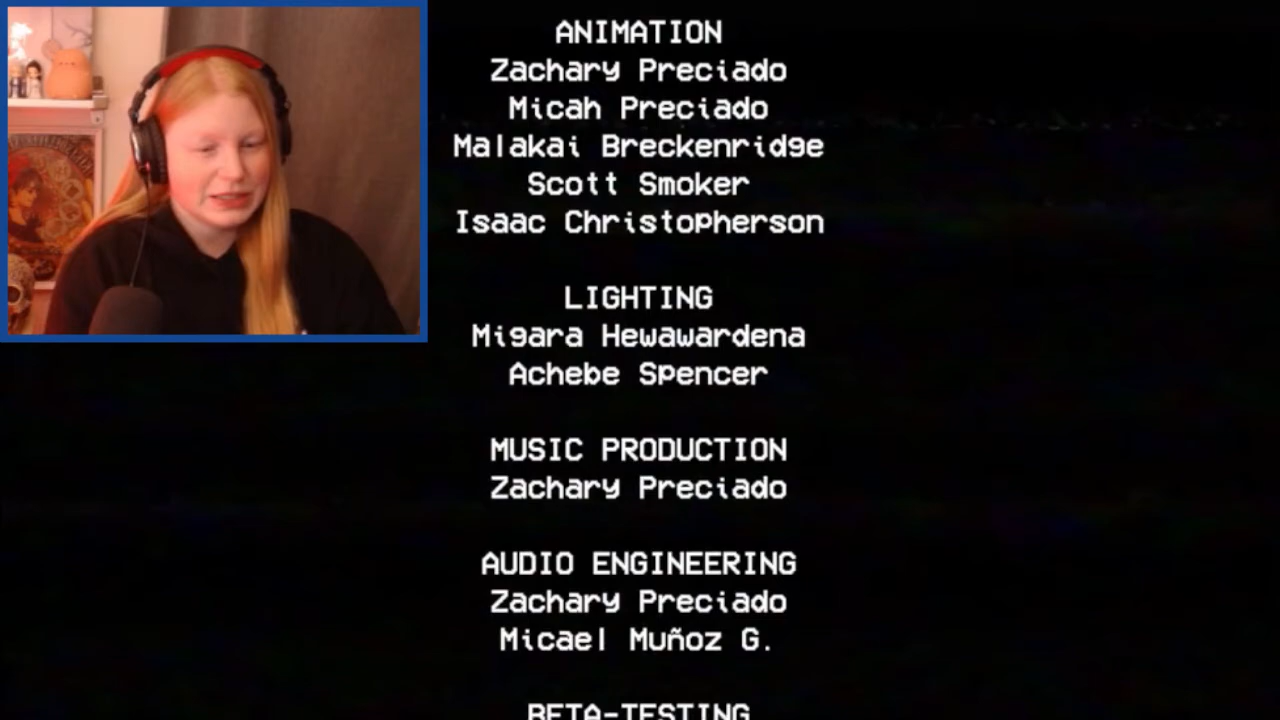 ANIMATION
Zachary Preciado
Micah Preciado
Malakai Breckenridge
Scott Smoker
Isaac Christopherson
LIGHTING
Migara Hewawardena
Achebe Spencer
MUSIC PRODUCTION
Zachary Preciado
AUDIO ENGINEERING
Zachary Preciado
Micael Muñoz G.
BETA-TESTING